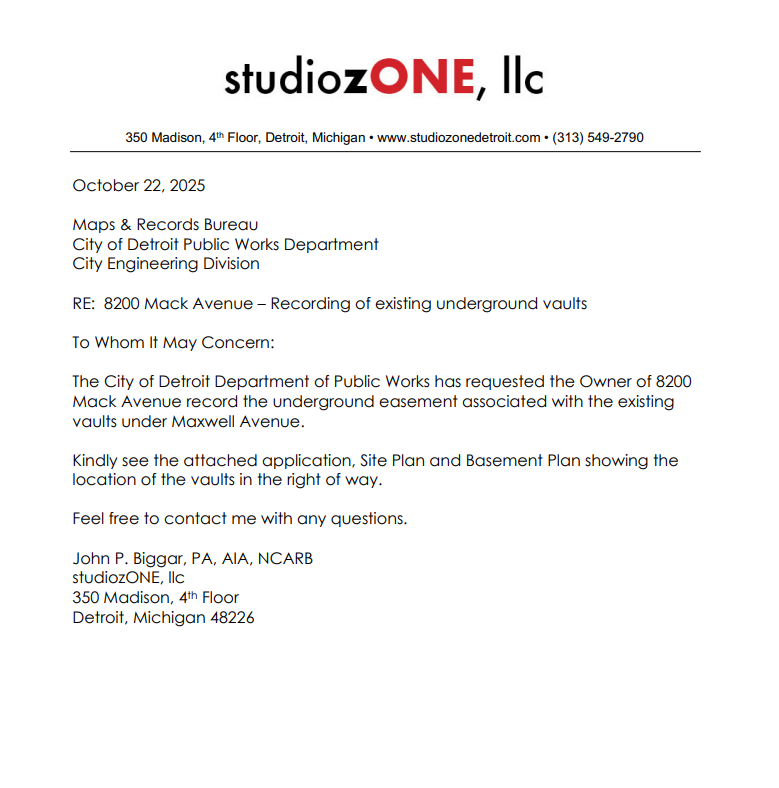 studiozONE, llc
350 Madison, 4th Floor, Detroit, Michigan • www.studiozonedetroit.com • (313) 549-2790
October 22, 2025
Maps & Records Bureau
City of Detroit Public Works Department
City Engineering Division
RE:  8200 Mack Avenue – Recording of existing underground vaults
To Whom It May Concern:
The City of Detroit Department of Public Works has requested the Owner of 8200
Mack Avenue record the underground easement associated with the existing
vaults under Maxwell Avenue.
Kindly see the attached application, Site Plan and Basement Plan showing the
location of the vaults in the right of way.
Feel free to contact me with any questions.
John P. Biggar, PA, AIA, NCARB
studiozONE, llc
350 Madison, 4th Floor
Detroit, Michigan 48226